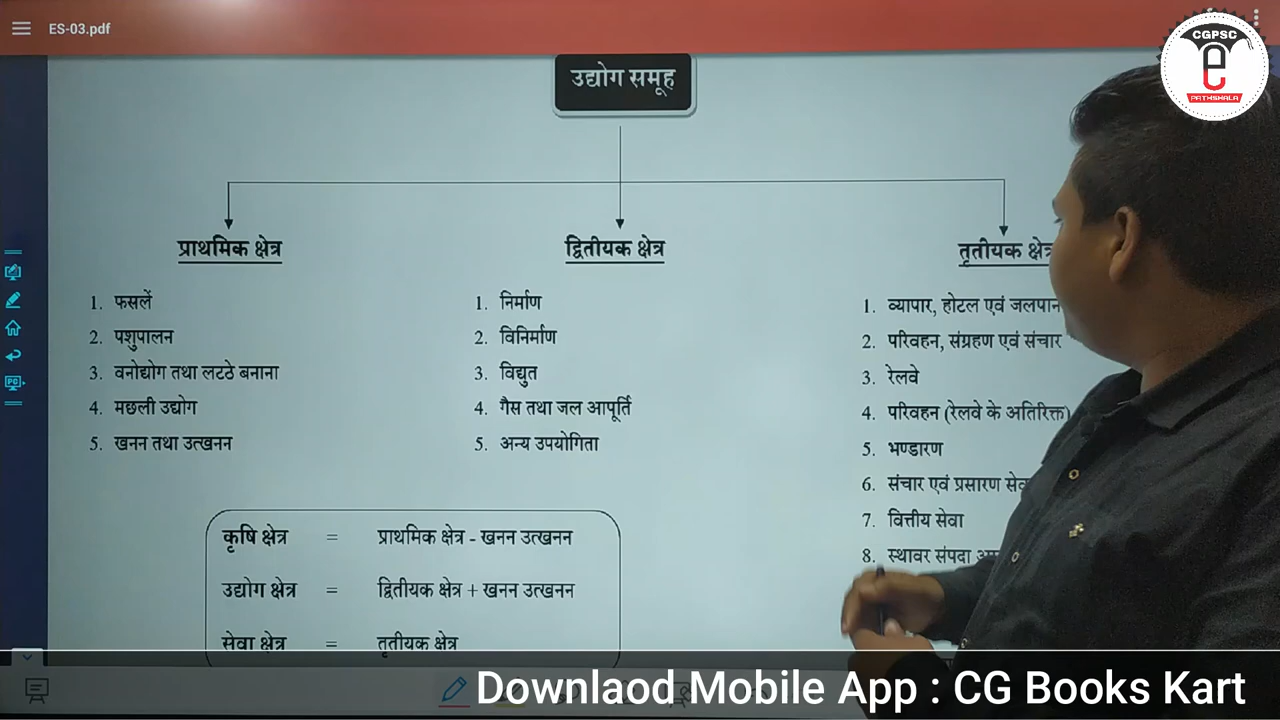 ES-03.pdf
CGPSC
PATHSHALA
उद्योग समूह
प्राथमिक क्षेत्र
1. फसलें
2. पशुपालन
3. वनोद्योग तथा लटठे बनाना
4. मछली उद्योग
5. खनन तथा उत्खनन
द्वितीयक क्षेत्र
1. निर्माण
2. विनिर्माण
3. विद्युत
4. गैस तथा जल आपूर्ति
5. अन्य उपयोगिता
तृतीयक क्षेत्र
1. व्यापार, होटल एवं जलपान
2. परिवहन, संग्रहण एवं संचार
3. रेलवे
4. परिवहन (रेलवे के अतिरिक्त)
5. भण्डारण
6. संचार एवं प्रसारण
7. वित्तीय सेवा
8. स्थावर संपदा
कृषि क्षेत्र = प्राथमिक क्षेत्र - खनन उत्खनन
उद्योग क्षेत्र = द्वितीयक क्षेत्र + खनन उत्खनन
सेवा क्षेत्र = तृतीयक क्षेत्र
Downlaod Mobile App : CG Books Kart